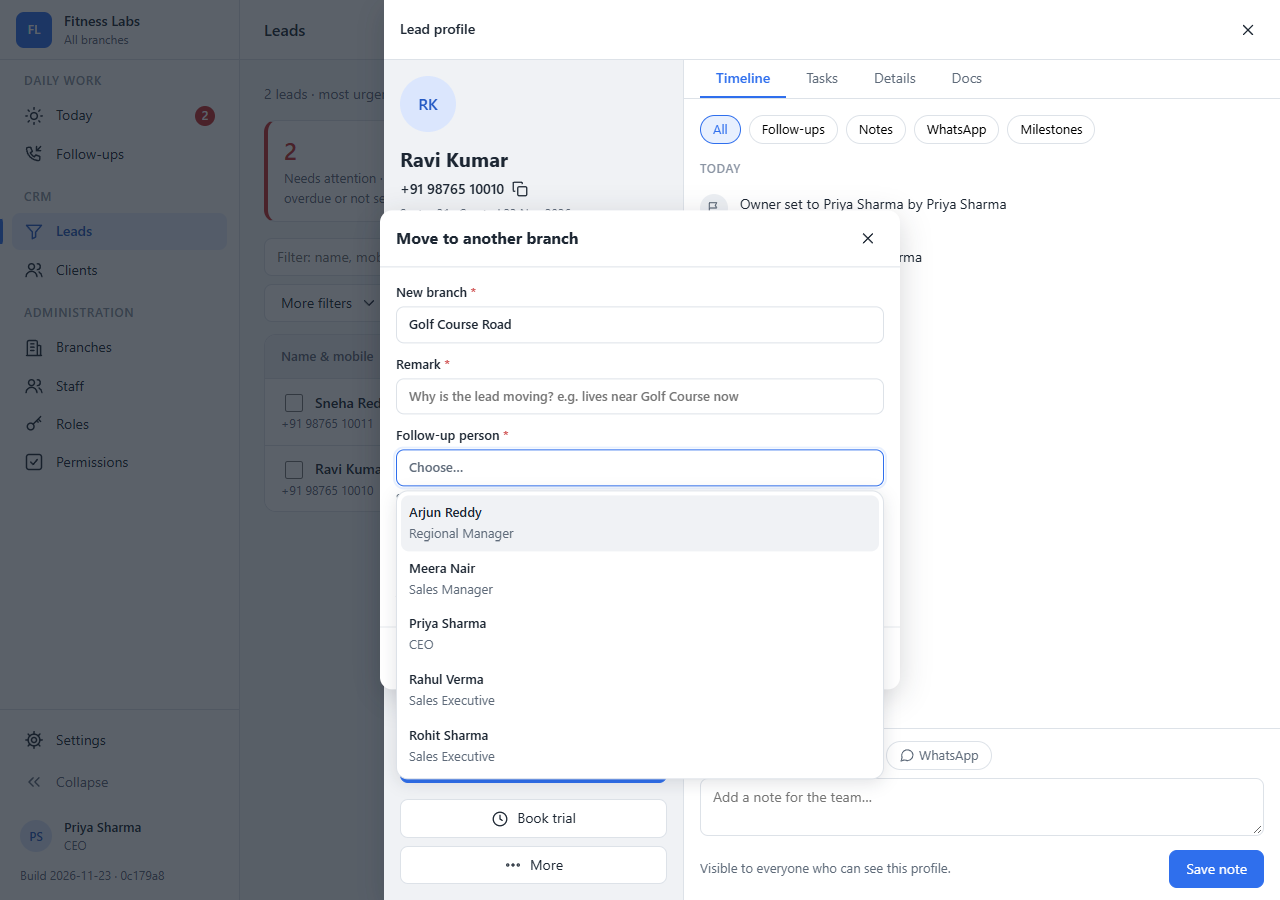 FL
Fitness Labs
All branches
DAILY WORK
Today
2
Follow-ups
CRM
Leads
Clients
ADMINISTRATION
Branches
Staff
Roles
Permissions
Settings
Collapse
PS
Priya Sharma
CEO
Build 2026-11-23 · 0c179a8
Leads
2 leads · most
2
Needs attention ·
overdue or not
Filter: name,
More filters
Name & mobile
Sneha
+91 98765 10011
Ravi
+91 98765 10010
Lead profile
RK
Ravi Kumar
+91 98765 10010
Book trial
More
Timeline
Tasks
Details
Docs
All
Follow-ups
Notes
WhatsApp
Milestones
TODAY
Owner set to Priya Sharma by Priya Sharma
Move to another branch
New branch *
Golf Course Road
Remark *
Why is the lead moving? e.g. lives near Golf Course now
Follow-up person *
Choose...
Arjun Reddy
Regional Manager
Meera Nair
Sales Manager
Priya Sharma
CEO
Rahul Verma
Sales Executive
Rohit Sharma
Sales Executive
WhatsApp
Add a note for the team...
Visible to everyone who can see this profile.
Save note